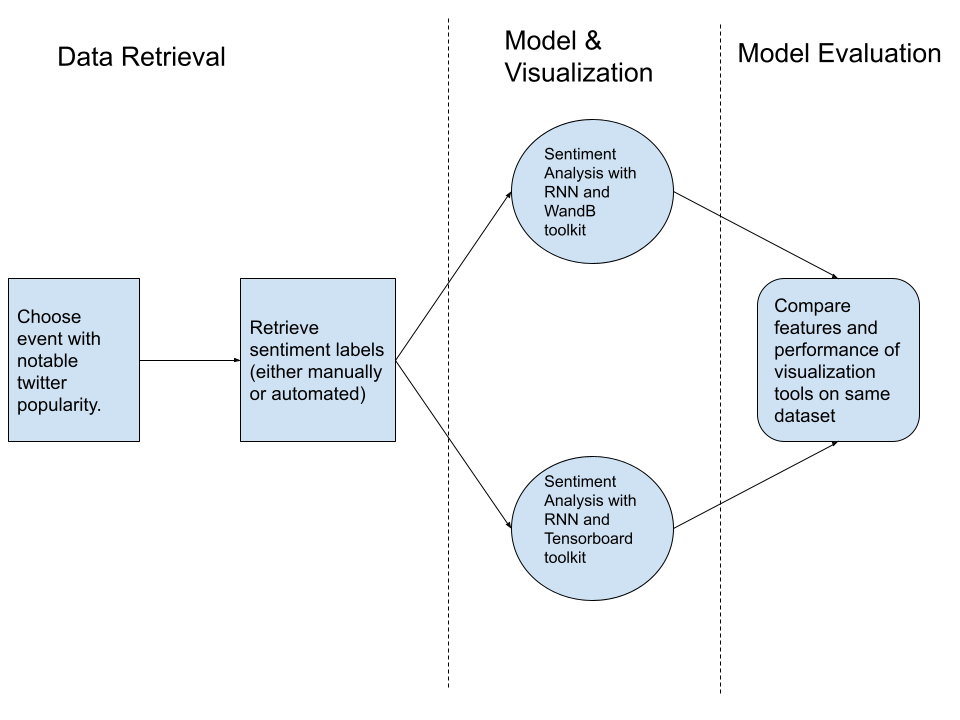 Data Retrieval
Model &
Visualization
Model Evaluation
Choose
event with
notable
twitter
popularity.
Retrieve
sentiment labels
(either manually
or automated)
Sentiment
Analysis with
RNN and
WandB
toolkit
Sentiment
Analysis with
RNN and
Tensorboard
toolkit
Compare
features and
performance of
visualization
tools on same
dataset